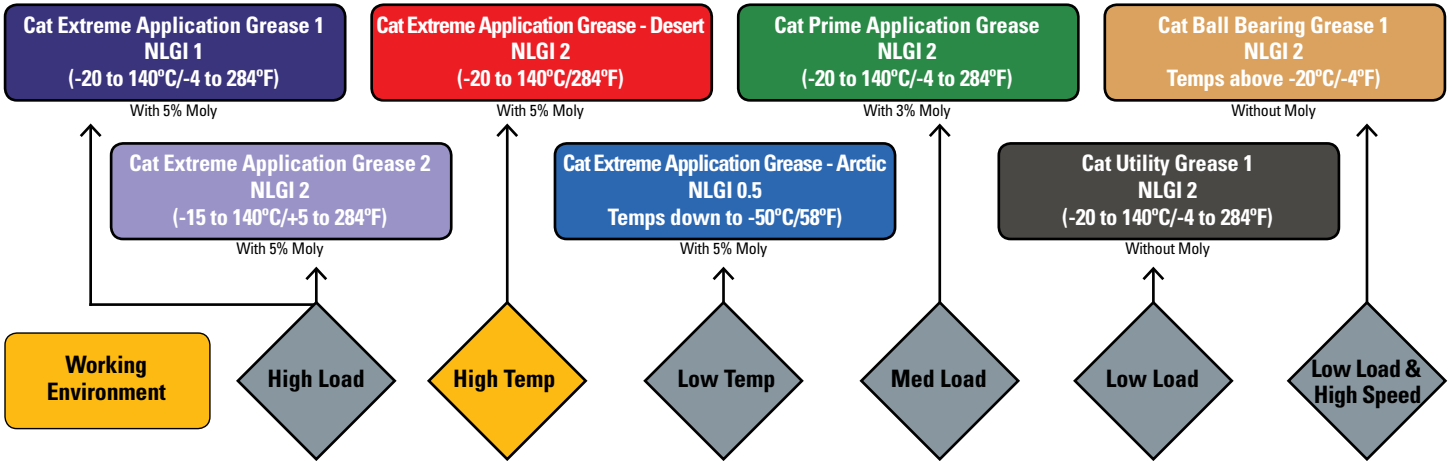 Cat Extreme Application Grease 1
NLGI 1
(-20 to 140ºC/-4 to 284ºF)
With 5% Moly
Cat Extreme Application Grease - Desert
NLGI 2
(-20 to 140ºC/284ºF)
With 5% Moly
Cat Prime Application Grease
NLGI 2
(-20 to 140ºC/-4 to 284ºF)
With 3% Moly
Cat Ball Bearing Grease 1
NLGI 2
Temps above -20ºC/-4ºF)
Without Moly
Cat Extreme Application Grease 2
NLGI 2
(-15 to 140ºC/+5 to 284ºF)
With 5% Moly
Cat Extreme Application Grease - Arctic
NLGI 0.5
Temps down to -50ºC/58ºF)
With 5% Moly
Cat Utility Grease 1
NLGI 2
(-20 to 140ºC/-4 to 284ºF)
Without Moly
Working
Environment
High Load
High Temp
Low Temp
Med Load
Low Load
Low Load &
High Speed